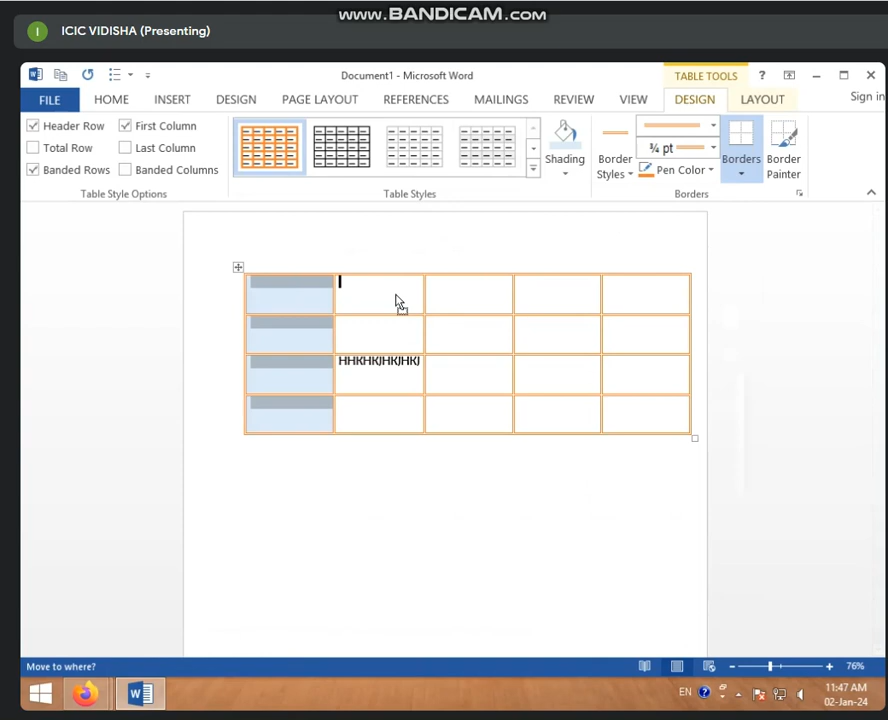 www.BANDICAM.com
I ICIC VIDISHA (Presenting)
Document1 - Microsoft Word
TABLE TOOLS
?
FILE HOME INSERT DESIGN PAGE LAYOUT REFERENCES MAILINGS REVIEW VIEW DESIGN LAYOUT Sign in
Header Row First Column
Total Row Last Column
Banded Rows Banded Columns
Table Style Options
Table Styles
Shading
Border Styles
¾ pt
Pen Color
Borders
Border Painter
Borders
HHKHKJHKJHKJ
Move to where?
76%
EN
11:47 AM
02-Jan-24